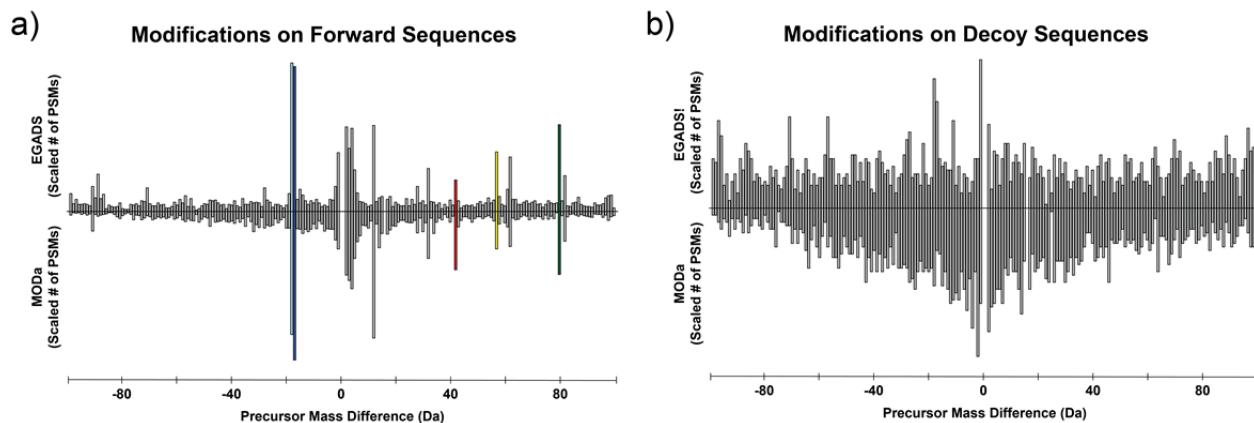 a)
Modifications on Forward Sequences
EGADS
(Scaled # of PSMs)
MODa
(Scaled # of PSMs)
-80 -40 0 40 80
Precursor Mass Difference (Da)
b)
Modifications on Decoy Sequences
EGADS!
(Scaled # of PSMs)
MODa
(Scaled # of PSMs)
-80 -40 0 40 80
Precursor Mass Difference (Da)